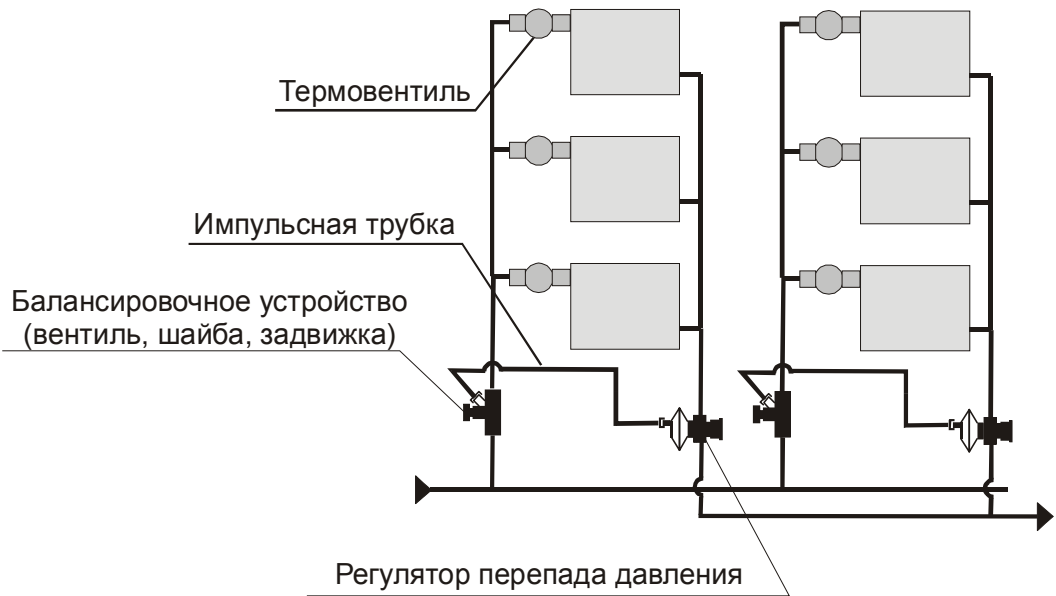 Термовентиль
Импульсная трубка
Балансировочное устройство
(вентиль, шайба, задвижка)
Регулятор перепада давления